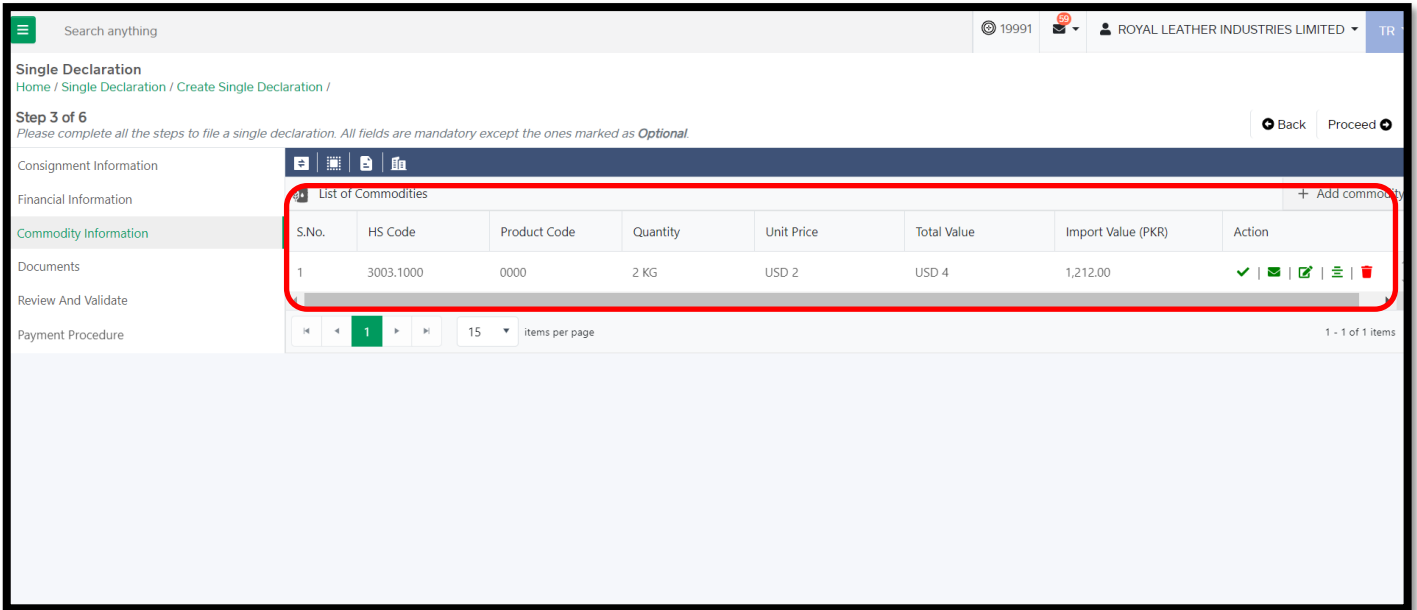 Search anything
19991
59
ROYAL LEATHER INDUSTRIES LIMITED
TR
Single Declaration
Home / Single Declaration / Create Single Declaration /
Step 3 of 6
Please complete all the steps to file a single declaration. All fields are mandatory except the ones marked as Optional.
Back
Proceed
Consignment Information
Financial Information
Commodity Information
Documents
Review And Validate
Payment Procedure
List of Commodities
+ Add commodity
S.No. HS Code Product Code Quantity Unit Price Total Value Import Value (PKR) Action
1 3003.1000 0000 2 KG USD 2 USD 4 1,212.00
1 15 items per page 1 - 1 of 1 items